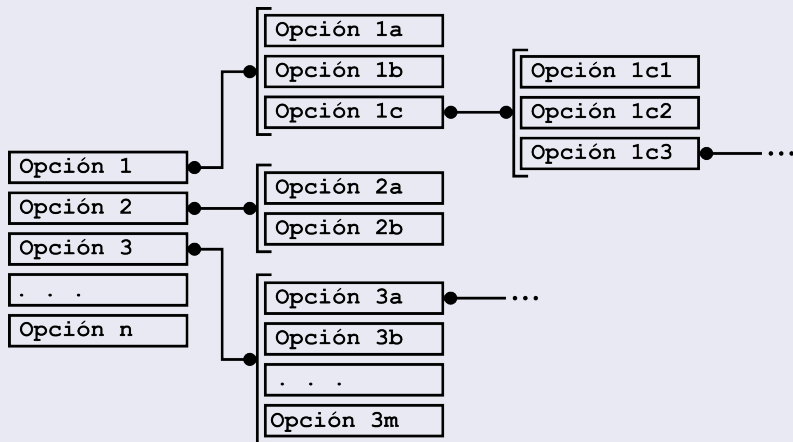 Opción 1
Opción 2
Opción 3
. . .
Opción n
Opción 1a
Opción 1b
Opción 1c
Opción 2a
Opción 2b
Opción 3a
...
Opción 3b
. . .
Opción 3m
Opción 1c1
Opción 1c2
Opción 1c3
...